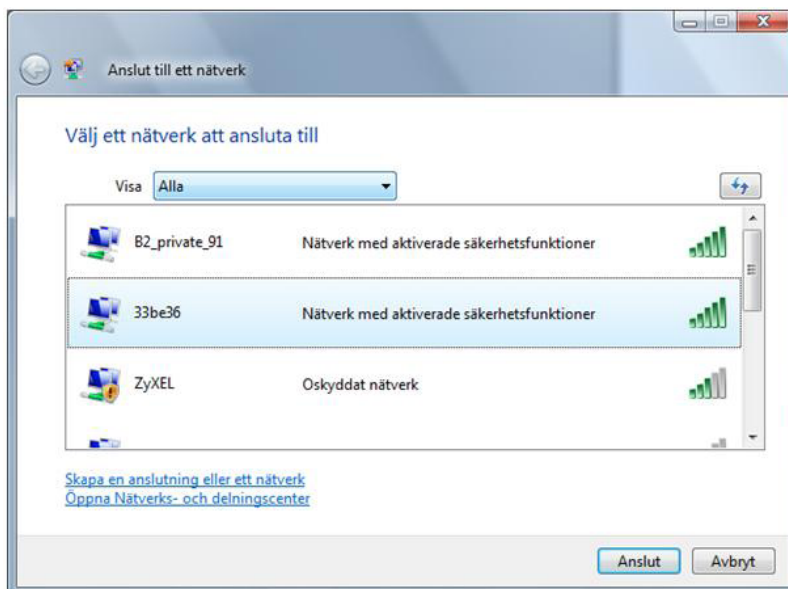 Anslut till ett nätverk
Välj ett nätverk att ansluta till
Visa Alla
B2_private_91 Nätverk med aktiverade säkerhetsfunktioner
33be36 Nätverk med aktiverade säkerhetsfunktioner
ZyXEL Oskyddat nätverk
Skapa en anslutning eller ett nätverk
Öppna Nätverks- och delningscenter
Anslut Avbryt